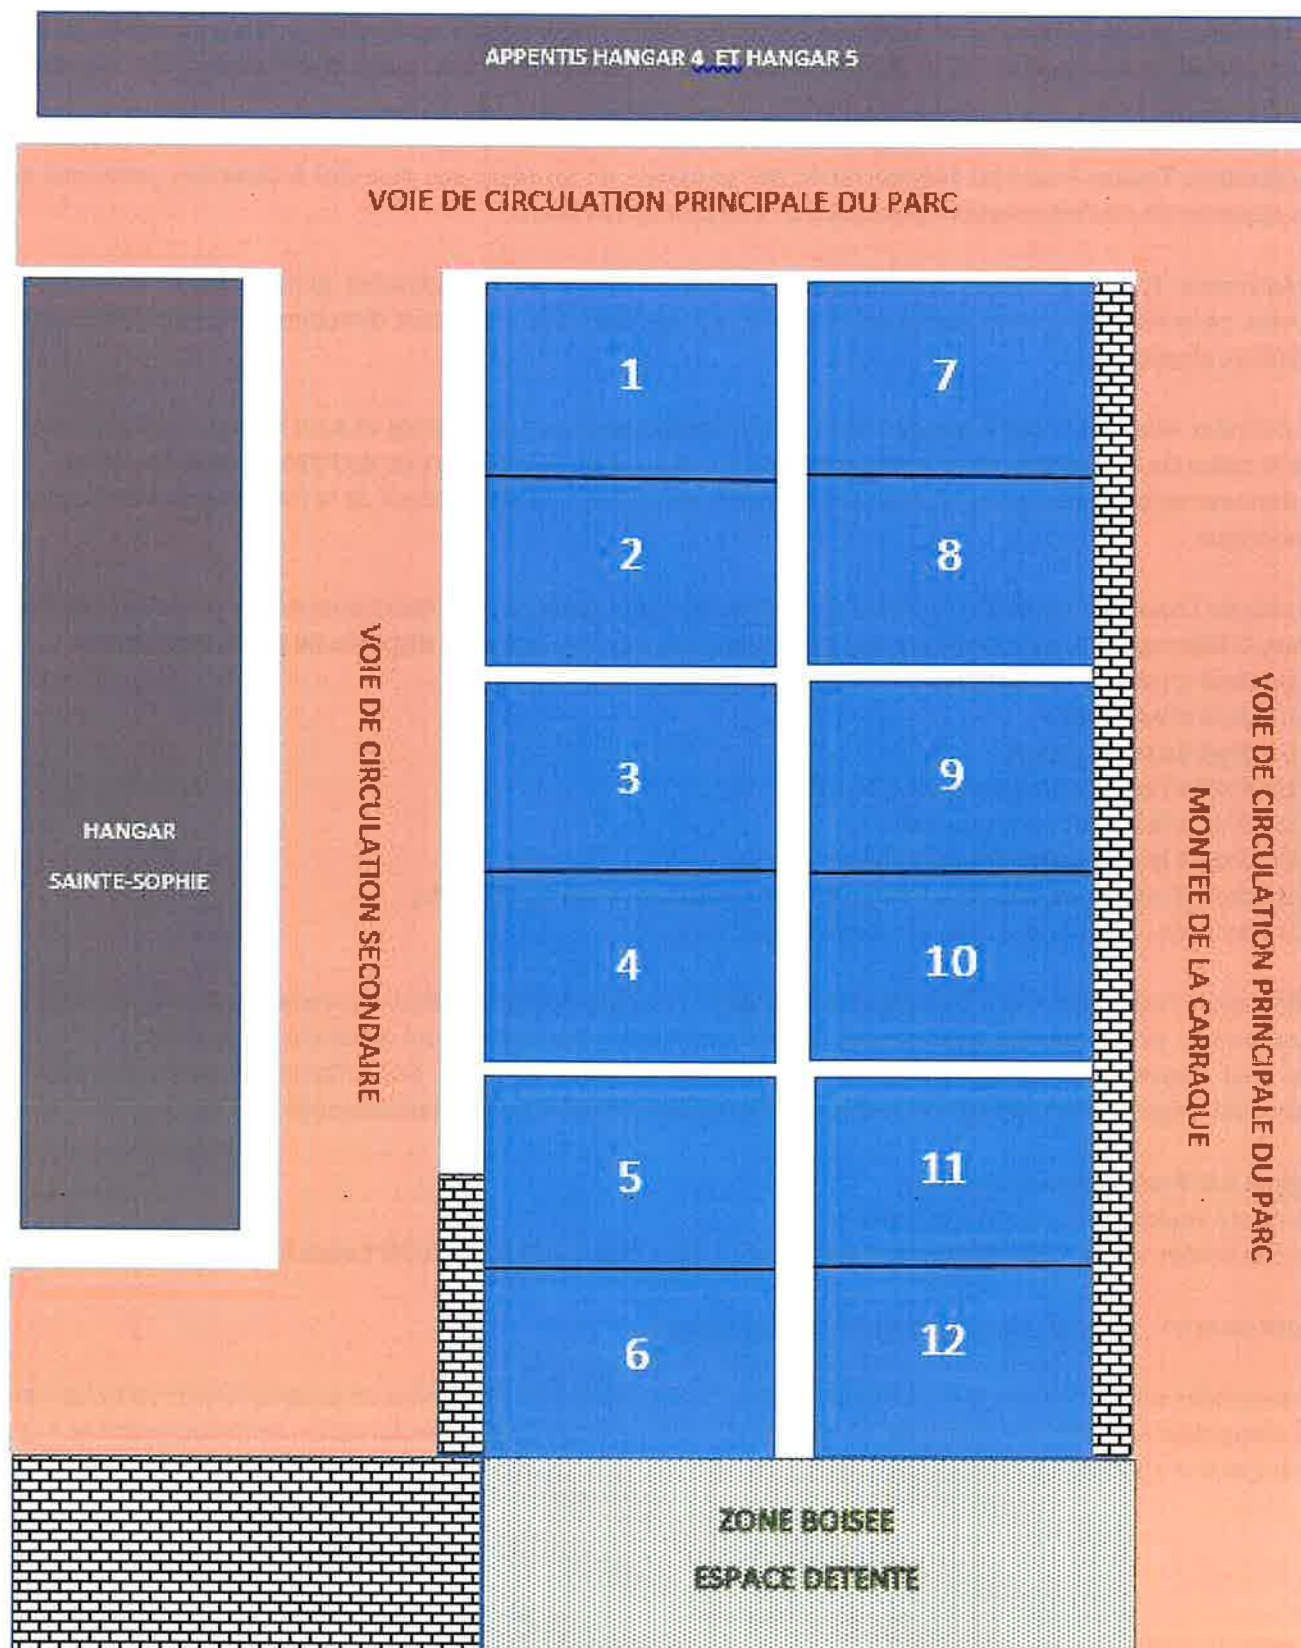 APPENTIS HANGAR 4 ET HANGAR 5
VOIE DE CIRCULATION PRINCIPALE DU PARC
1
7
2
8
3
9
4
10
5
11
6
12
HANGAR
SAINTE-SOPHIE
VOIE DE CIRCULATION SECONDAIRE
MONTEE DE LA CARRAQUE
VOIE DE CIRCULATION PRINCIPALE DU PARC
ZONE BOISEE
ESPACE DETENTE